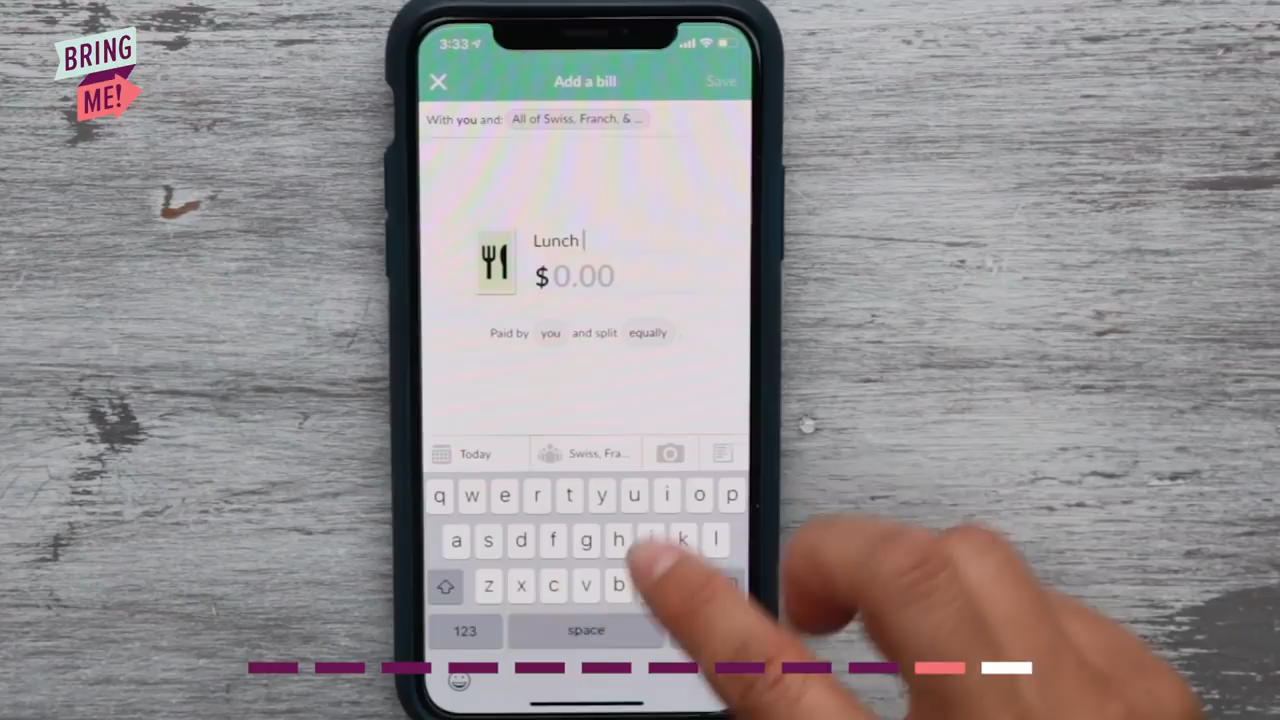 BRING
ME!
3:33
Add a bill
Save
With you and: All of Swiss, Franch, & ...
Lunch
$0.00
Paid by you and split equally
Today
Swiss, Fra...
q w e r t y u i o p
a s d f g h j k l
z x c v b
123
space